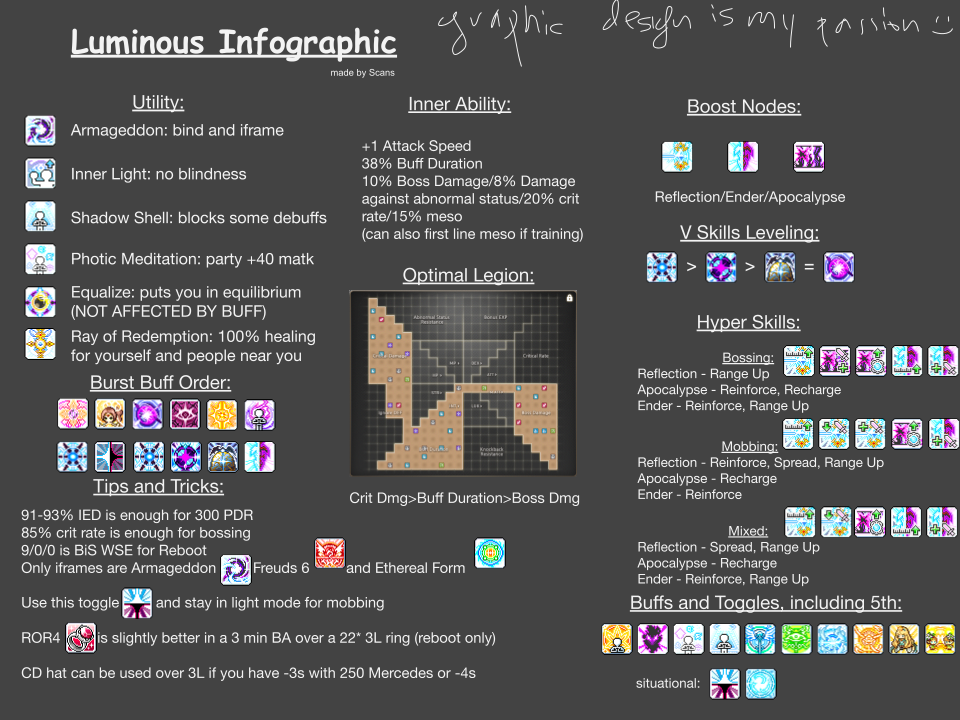 Luminous Infographic
graphic design is my passion
made by Scans
Utility:
Armageddon: bind and iframe
Inner Light: no blindness
Shadow Shell: blocks some debuffs
Photic Meditation: party +40 matk
Equalize: puts you in equilibrium
(NOT AFFECTED BY BUFF)
Ray of Redemption: 100% healing
for yourself and people near you
Burst Buff Order:
Tips and Tricks:
91-93% IED is enough for 300 PDR
85% crit rate is enough for bossing
9/0/0 is BiS WSE for Reboot
Only iframes are Armageddon Freuds 6 and Ethereal Form
Use this toggle and stay in light mode for mobbing
ROR4 is slightly better in a 3 min BA over a 22* 3L ring (reboot only)
CD hat can be used over 3L if you have -3s with 250 Mercedes or -4s
Inner Ability:
+1 Attack Speed
38% Buff Duration
10% Boss Damage/8% Damage
against abnormal status/20% crit
rate/15% meso
(can also first line meso if training)
Optimal Legion:
Abnormal Status
Resistance
Bonus EXP
Critical Rate
Knockback
Resistance
Crit Dmg>Buff Duration>Boss Dmg
Boost Nodes:
Reflection/Ender/Apocalypse
V Skills Leveling:
> > =
Hyper Skills:
Bossing:
Reflection - Range Up
Apocalypse - Reinforce, Recharge
Ender - Reinforce, Range Up
Mobbing:
Reflection - Reinforce, Spread, Range Up
Apocalypse - Recharge
Ender - Reinforce
Mixed:
Reflection - Spread, Range Up
Apocalypse - Recharge
Ender - Reinforce, Range Up
Buffs and Toggles, including 5th:
situational: